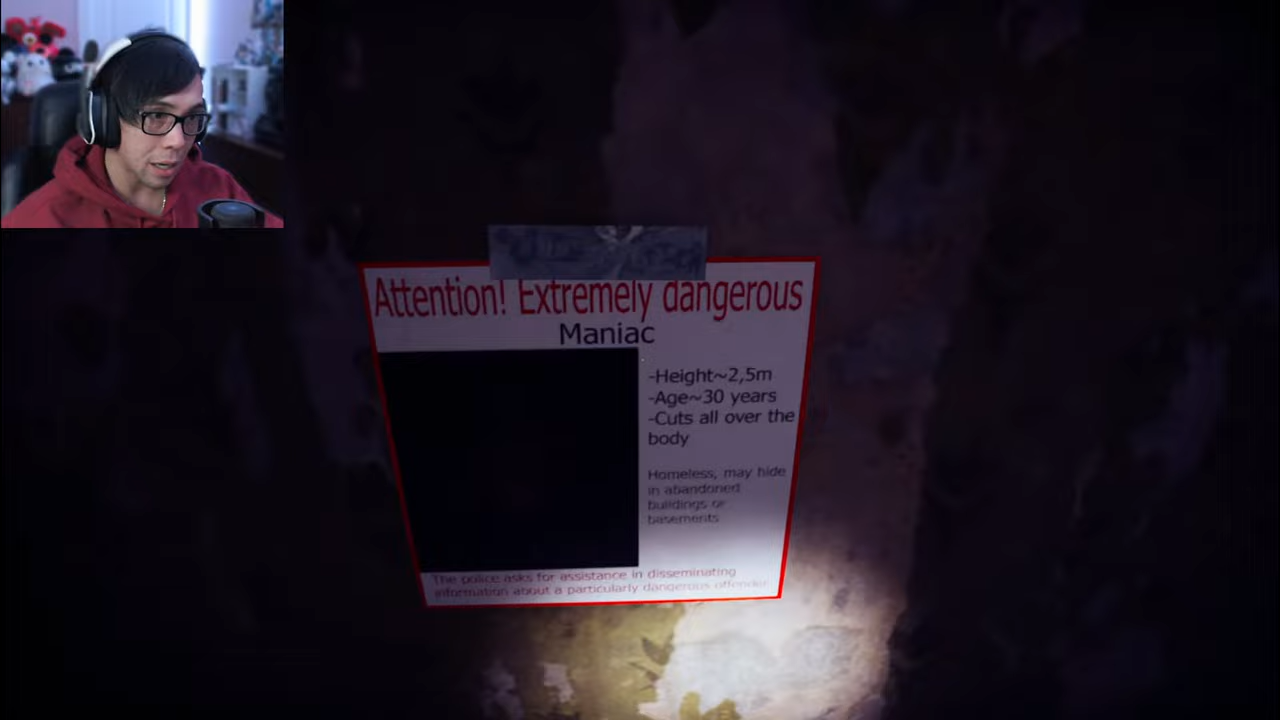 Attention! Extremely dangerous
Maniac
-Height~2,5m
-Age~30 years
-Cuts all over the
body
Homeless, may hide
in abandoned
buildings or
basements
The police asks for assistance in disseminating
information about a particularly dangerous offender